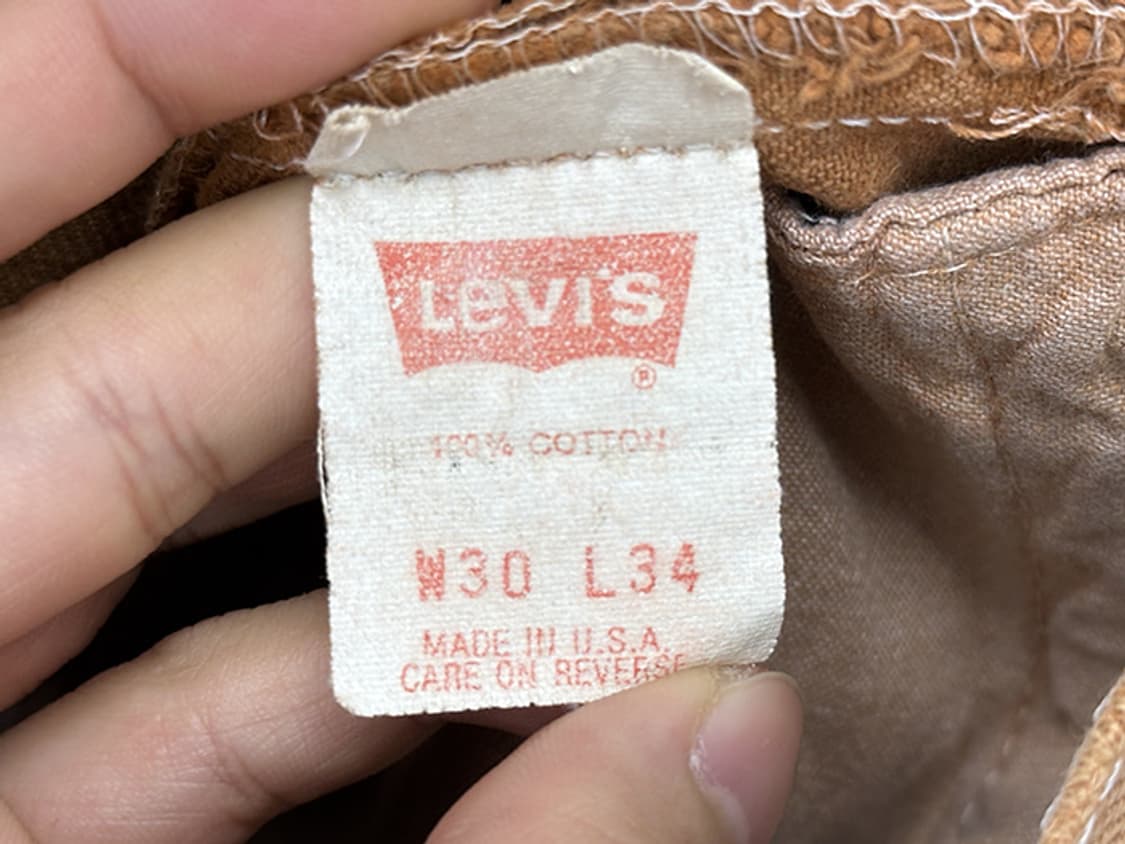 Levi's
®
100% COTTON
W30 L34
MADE IN U.S.A.
CARE ON REVERSE